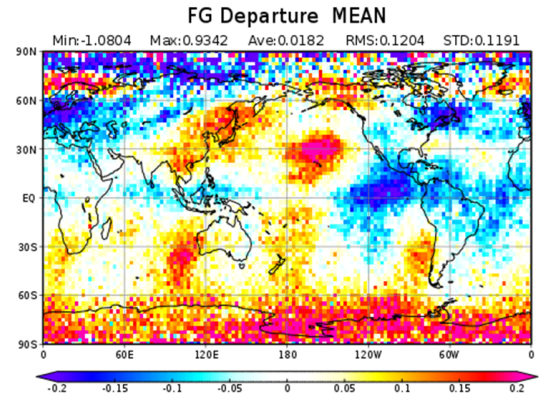 FG Departure MEAN
Min:-1.0804 Max:0.9342 Ave:0.0182 RMS:0.1204 STD:0.1191
90N
60N
30N
EQ
30S
60S
90S
0 60E 120E 180 120W 60W 0
-0.2 -0.15 -0.1 -0.05 0 0.05 0.1 0.15 0.2